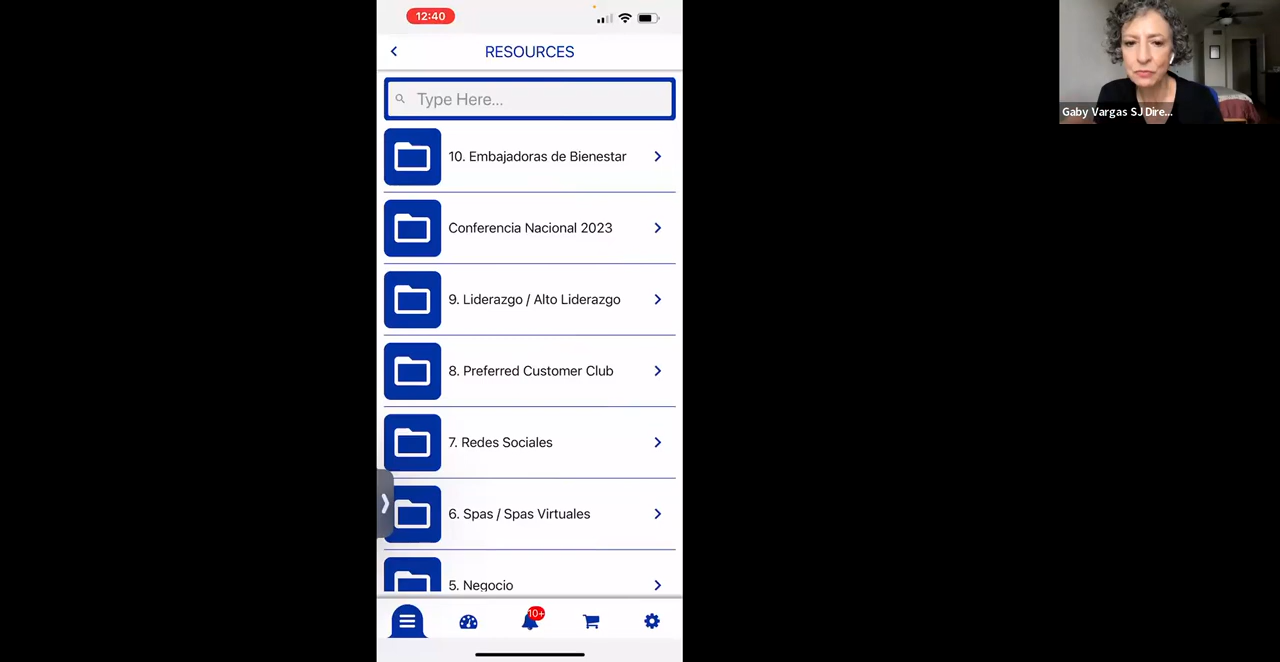 12:40
RESOURCES
Type Here...
10. Embajadoras de Bienestar
Conferencia Nacional 2023
9. Liderazgo / Alto Liderazgo
8. Preferred Customer Club
7. Redes Sociales
6. Spas / Spas Virtuales
5. Negocio
10+
Gaby Vargas SJ Dire...